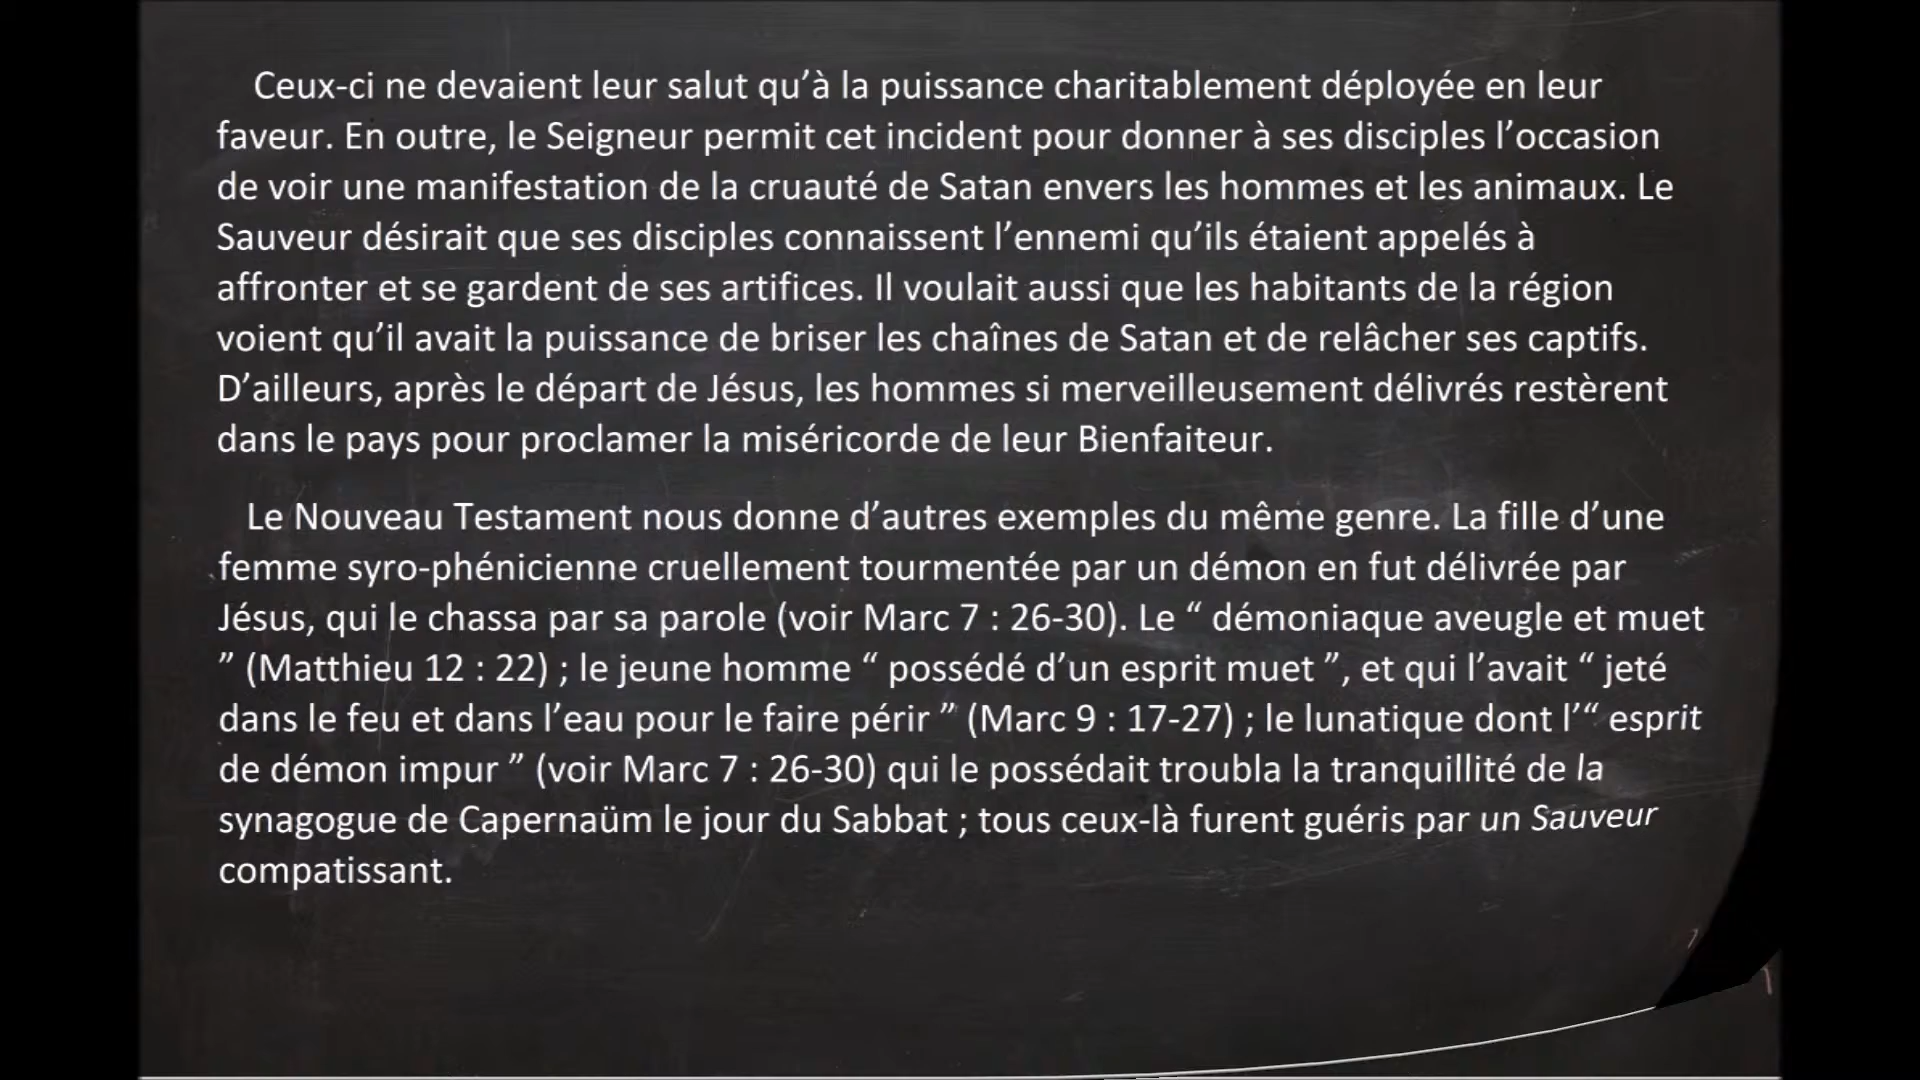 Ceux-ci ne devaient leur salut qu’à la puissance charitablement déployée en leur
faveur. En outre, le Seigneur permit cet incident pour donner à ses disciples l’occasion
de voir une manifestation de la cruauté de Satan envers les hommes et les animaux. Le
Sauveur désirait que ses disciples connaissent l’ennemi qu’ils étaient appelés à
affronter et se gardent de ses artifices. Il voulait aussi que les habitants de la région
voient qu’il avait la puissance de briser les chaînes de Satan et de relâcher ses captifs.
D’ailleurs, après le départ de Jésus, les hommes si merveilleusement délivrés restèrent
dans le pays pour proclamer la miséricorde de leur Bienfaiteur.
Le Nouveau Testament nous donne d’autres exemples du même genre. La fille d’une
femme syro-phénicienne cruellement tourmentée par un démon en fut délivrée par
Jésus, qui le chassa par sa parole (voir Marc 7 : 26-30). Le “ démoniaque aveugle et muet
” (Matthieu 12 : 22) ; le jeune homme “ possédé d’un esprit muet ”, et qui l’avait “ jeté
dans le feu et dans l’eau pour le faire périr ” (Marc 9 : 17-27) ; le lunatique dont l’“ esprit
de démon impur ” (voir Marc 7 : 26-30) qui le possédait troubla la tranquillité de la
synagogue de Capernaüm le jour du Sabbat ; tous ceux-là furent guéris par un Sauveur
compatissant.